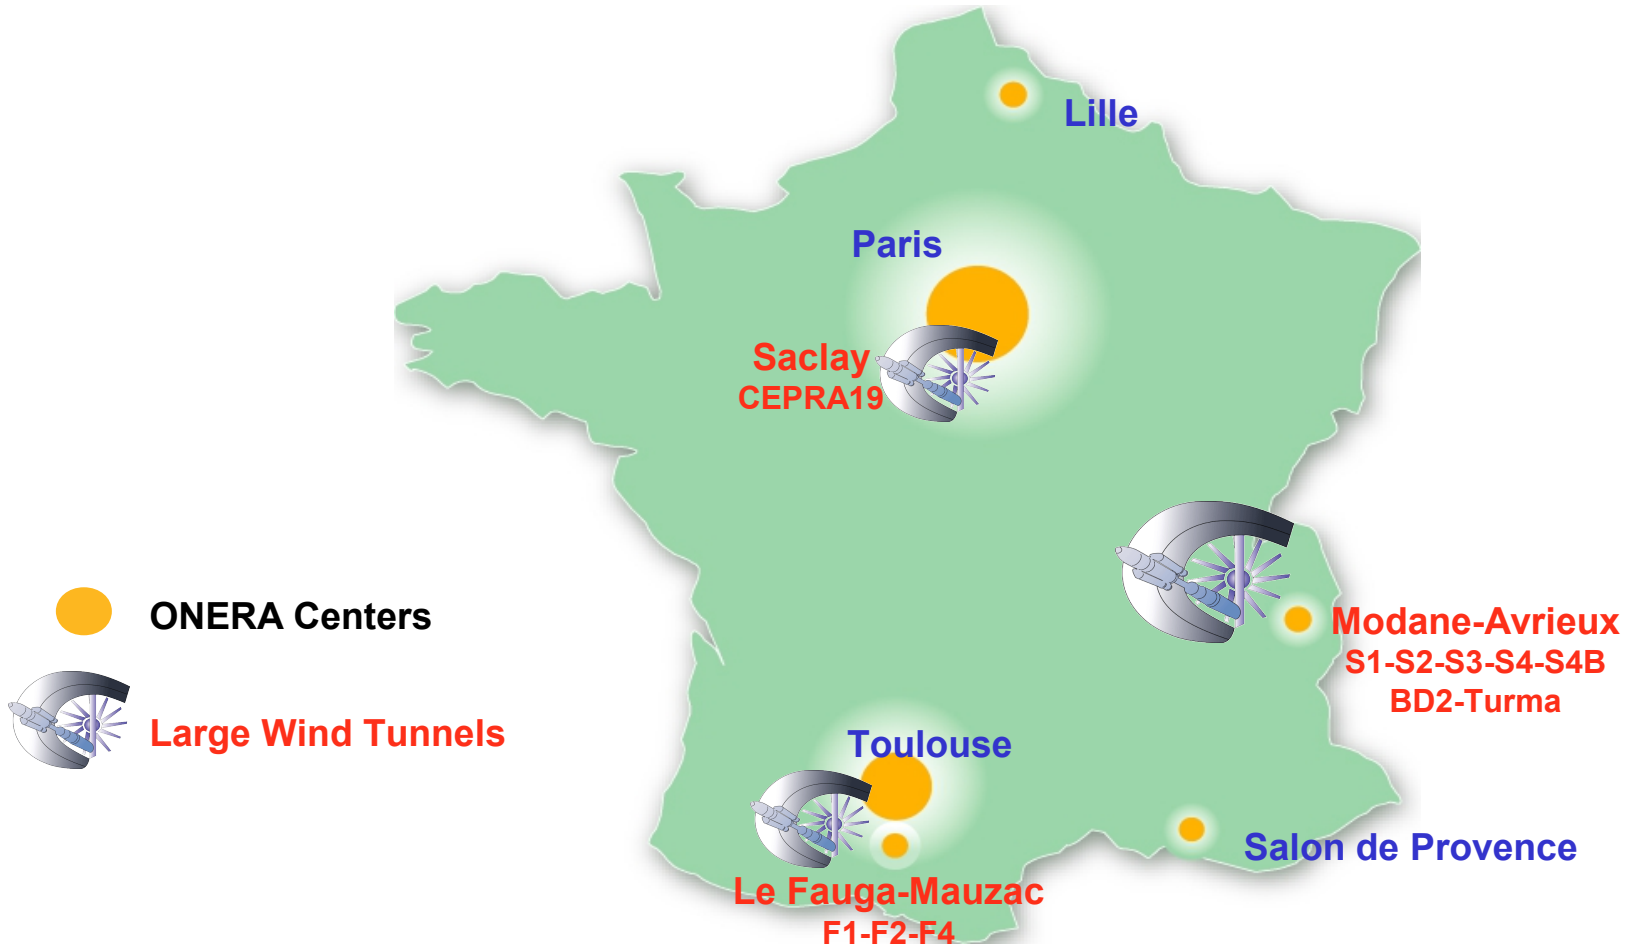 Lille
Paris
Saclay
CEPRA19
ONERA Centers
Large Wind Tunnels
Modane-Avrieux
S1-S2-S3-S4-S4B
BD2-Turma
Toulouse
Salon de Provence
Le Fauga-Mauzac
F1-F2-F4